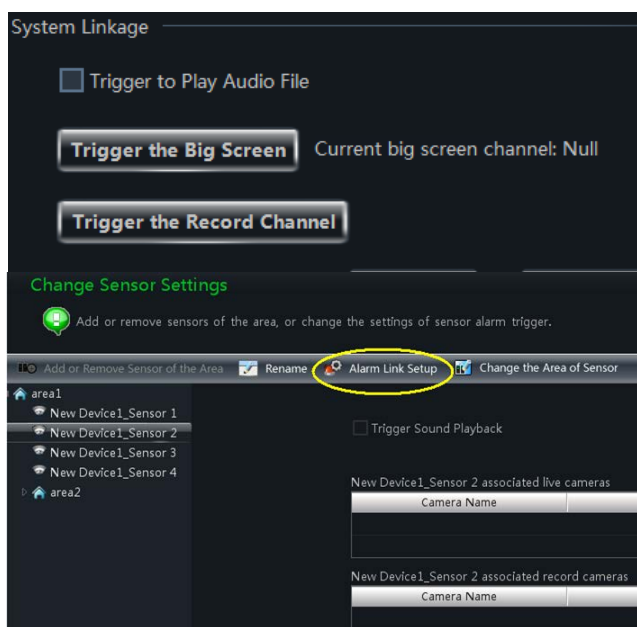 System Linkage
Trigger to Play Audio File
Trigger the Big Screen Current big screen channel: Null
Trigger the Record Channel
Change Sensor Settings
Add or remove sensors of the area, or change the settings of sensor alarm trigger.
Add or Remove Sensor of the Area Rename Alarm Link Setup Change the Area of Sensor
area1
New Device1_Sensor 1
New Device1_Sensor 2 Trigger Sound Playback
New Device1_Sensor 3
New Device1_Sensor 4
area2
New Device1_Sensor 2 associated live cameras
Camera Name
New Device1_Sensor 2 associated record cameras
Camera Name